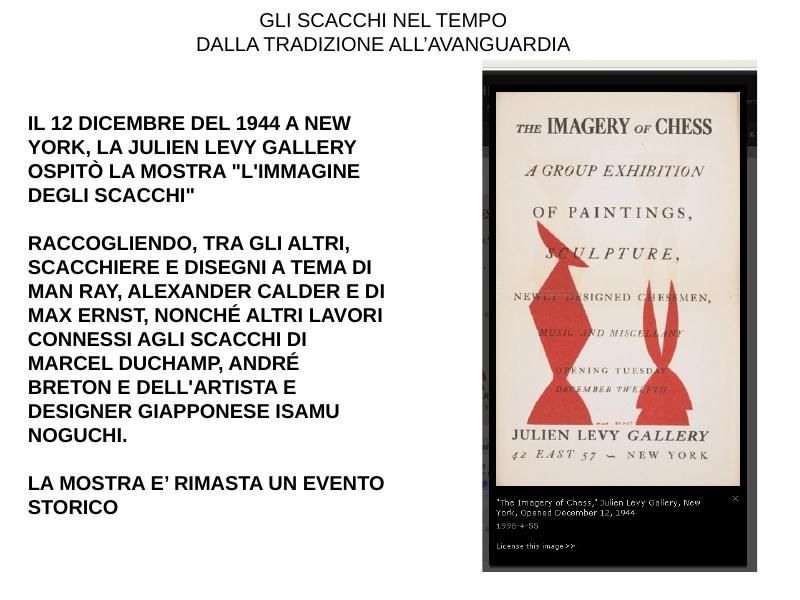 GLI SCACCHI NEL TEMPO
DALLA TRADIZIONE ALL’AVANGUARDIA
IL 12 DICEMBRE DEL 1944 A NEW
YORK, LA JULIEN LEVY GALLERY
OSPITÒ LA MOSTRA "L'IMMAGINE
DEGLI SCACCHI"
RACCOGLIENDO, TRA GLI ALTRI,
SCACCHIERE E DISEGNI A TEMA DI
MAN RAY, ALEXANDER CALDER E DI
MAX ERNST, NONCHÉ ALTRI LAVORI
CONNESSI AGLI SCACCHI DI
MARCEL DUCHAMP, ANDRÉ
BRETON E DELL'ARTISTA E
DESIGNER GIAPPONESE ISAMU
NOGUCHI.
LA MOSTRA E’ RIMASTA UN EVENTO
STORICO
THE IMAGERY OF CHESS
A GROUP EXHIBITION
OF PAINTINGS,
SCULPTURE,
NEWLY DESIGNED CHESSMEN,
MUSIC AND MISCELLANY
OPENING TUESDAY
DECEMBER TWELFTH
JULIEN LEVY GALLERY
42 EAST 57 ~ NEW YORK
"The Imagery of Chess," Julien Levy Gallery, New
York, Opened December 12, 1944
1998-4-55
License this image >>